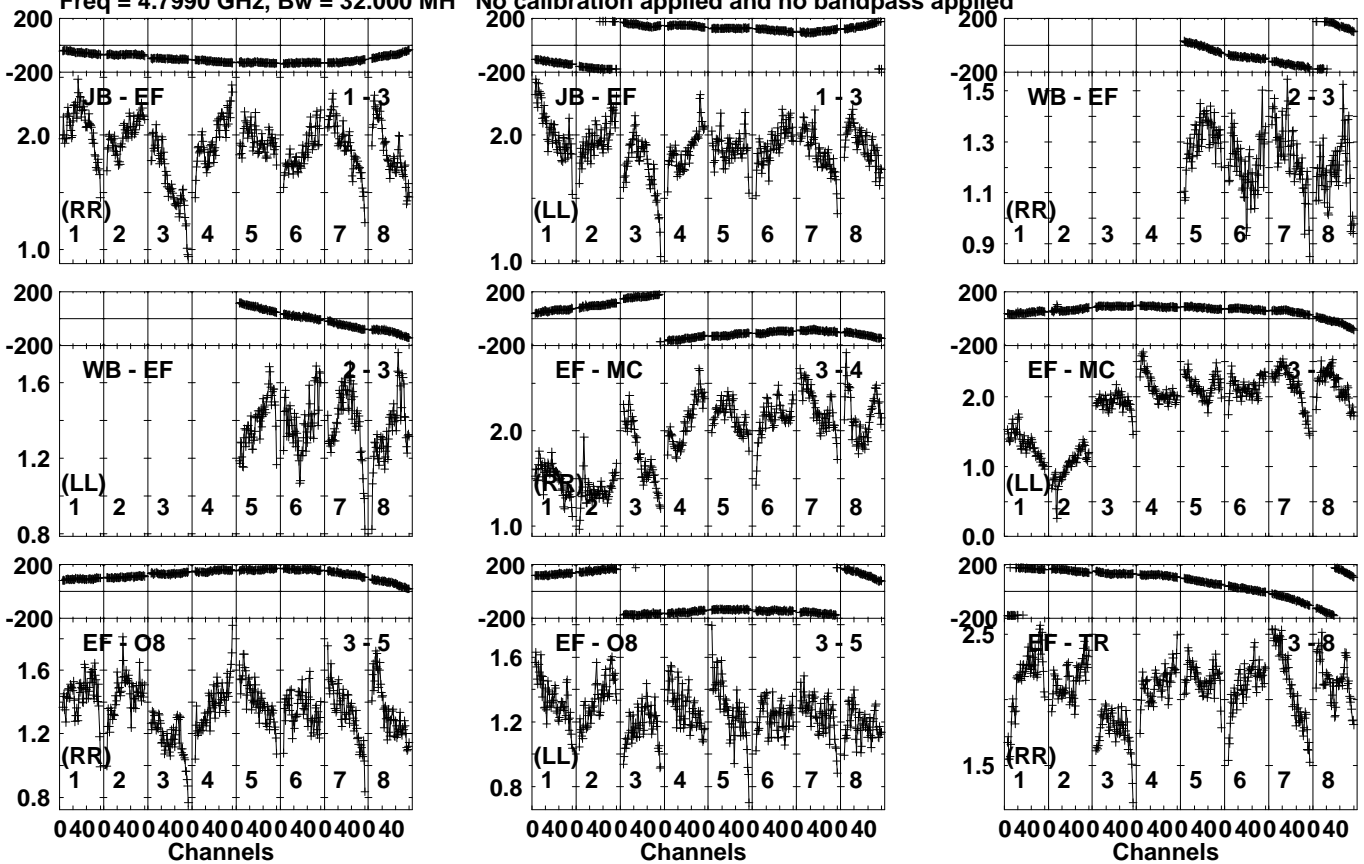 Freq = 4.7990 GHz, Bw = 32.000 MH No calibration applied and no bandpass applied
200
-200
JB - EF 1 - 3
2.0
(RR)
1.0
1 2 3 4 5 6 7 8
200
-200
JB - EF 1 - 3
2.0
(LL)
1.0
1 2 3 4 5 6 7 8
200
-200
1.5
WB - EF 2 - 3
1.3
1.1
(RR)
0.9
1 2 3 4 5 6 7 8
200
-200
WB - EF 2 - 3
1.6
1.2
(LL)
0.8
1 2 3 4 5 6 7 8
200
-200
EF - MC 3 - 4
2.0
(RR)
1.0
1 2 3 4 5 6 7 8
200
-200
EF - MC 3 - 4
2.0
1.0
(LL)
0.0
1 2 3 4 5 6 7 8
200
-200
EF - O8 3 - 5
1.6
1.2
(RR)
0.8
1 2 3 4 5 6 7 8
0 40 0 40 0 40 0 40 0 40 0 40 0 40 0 40
Channels
200
-200
EF - O8 3 - 5
1.6
1.2
(LL)
0.8
1 2 3 4 5 6 7 8
0 40 0 40 0 40 0 40 0 40 0 40 0 40 0 40
Channels
200
-200
2.5
EF - TR 3 - 8
1.5
(RR)
1 2 3 4 5 6 7 8
0 40 0 40 0 40 0 40 0 40 0 40 0 40 0 40
Channels